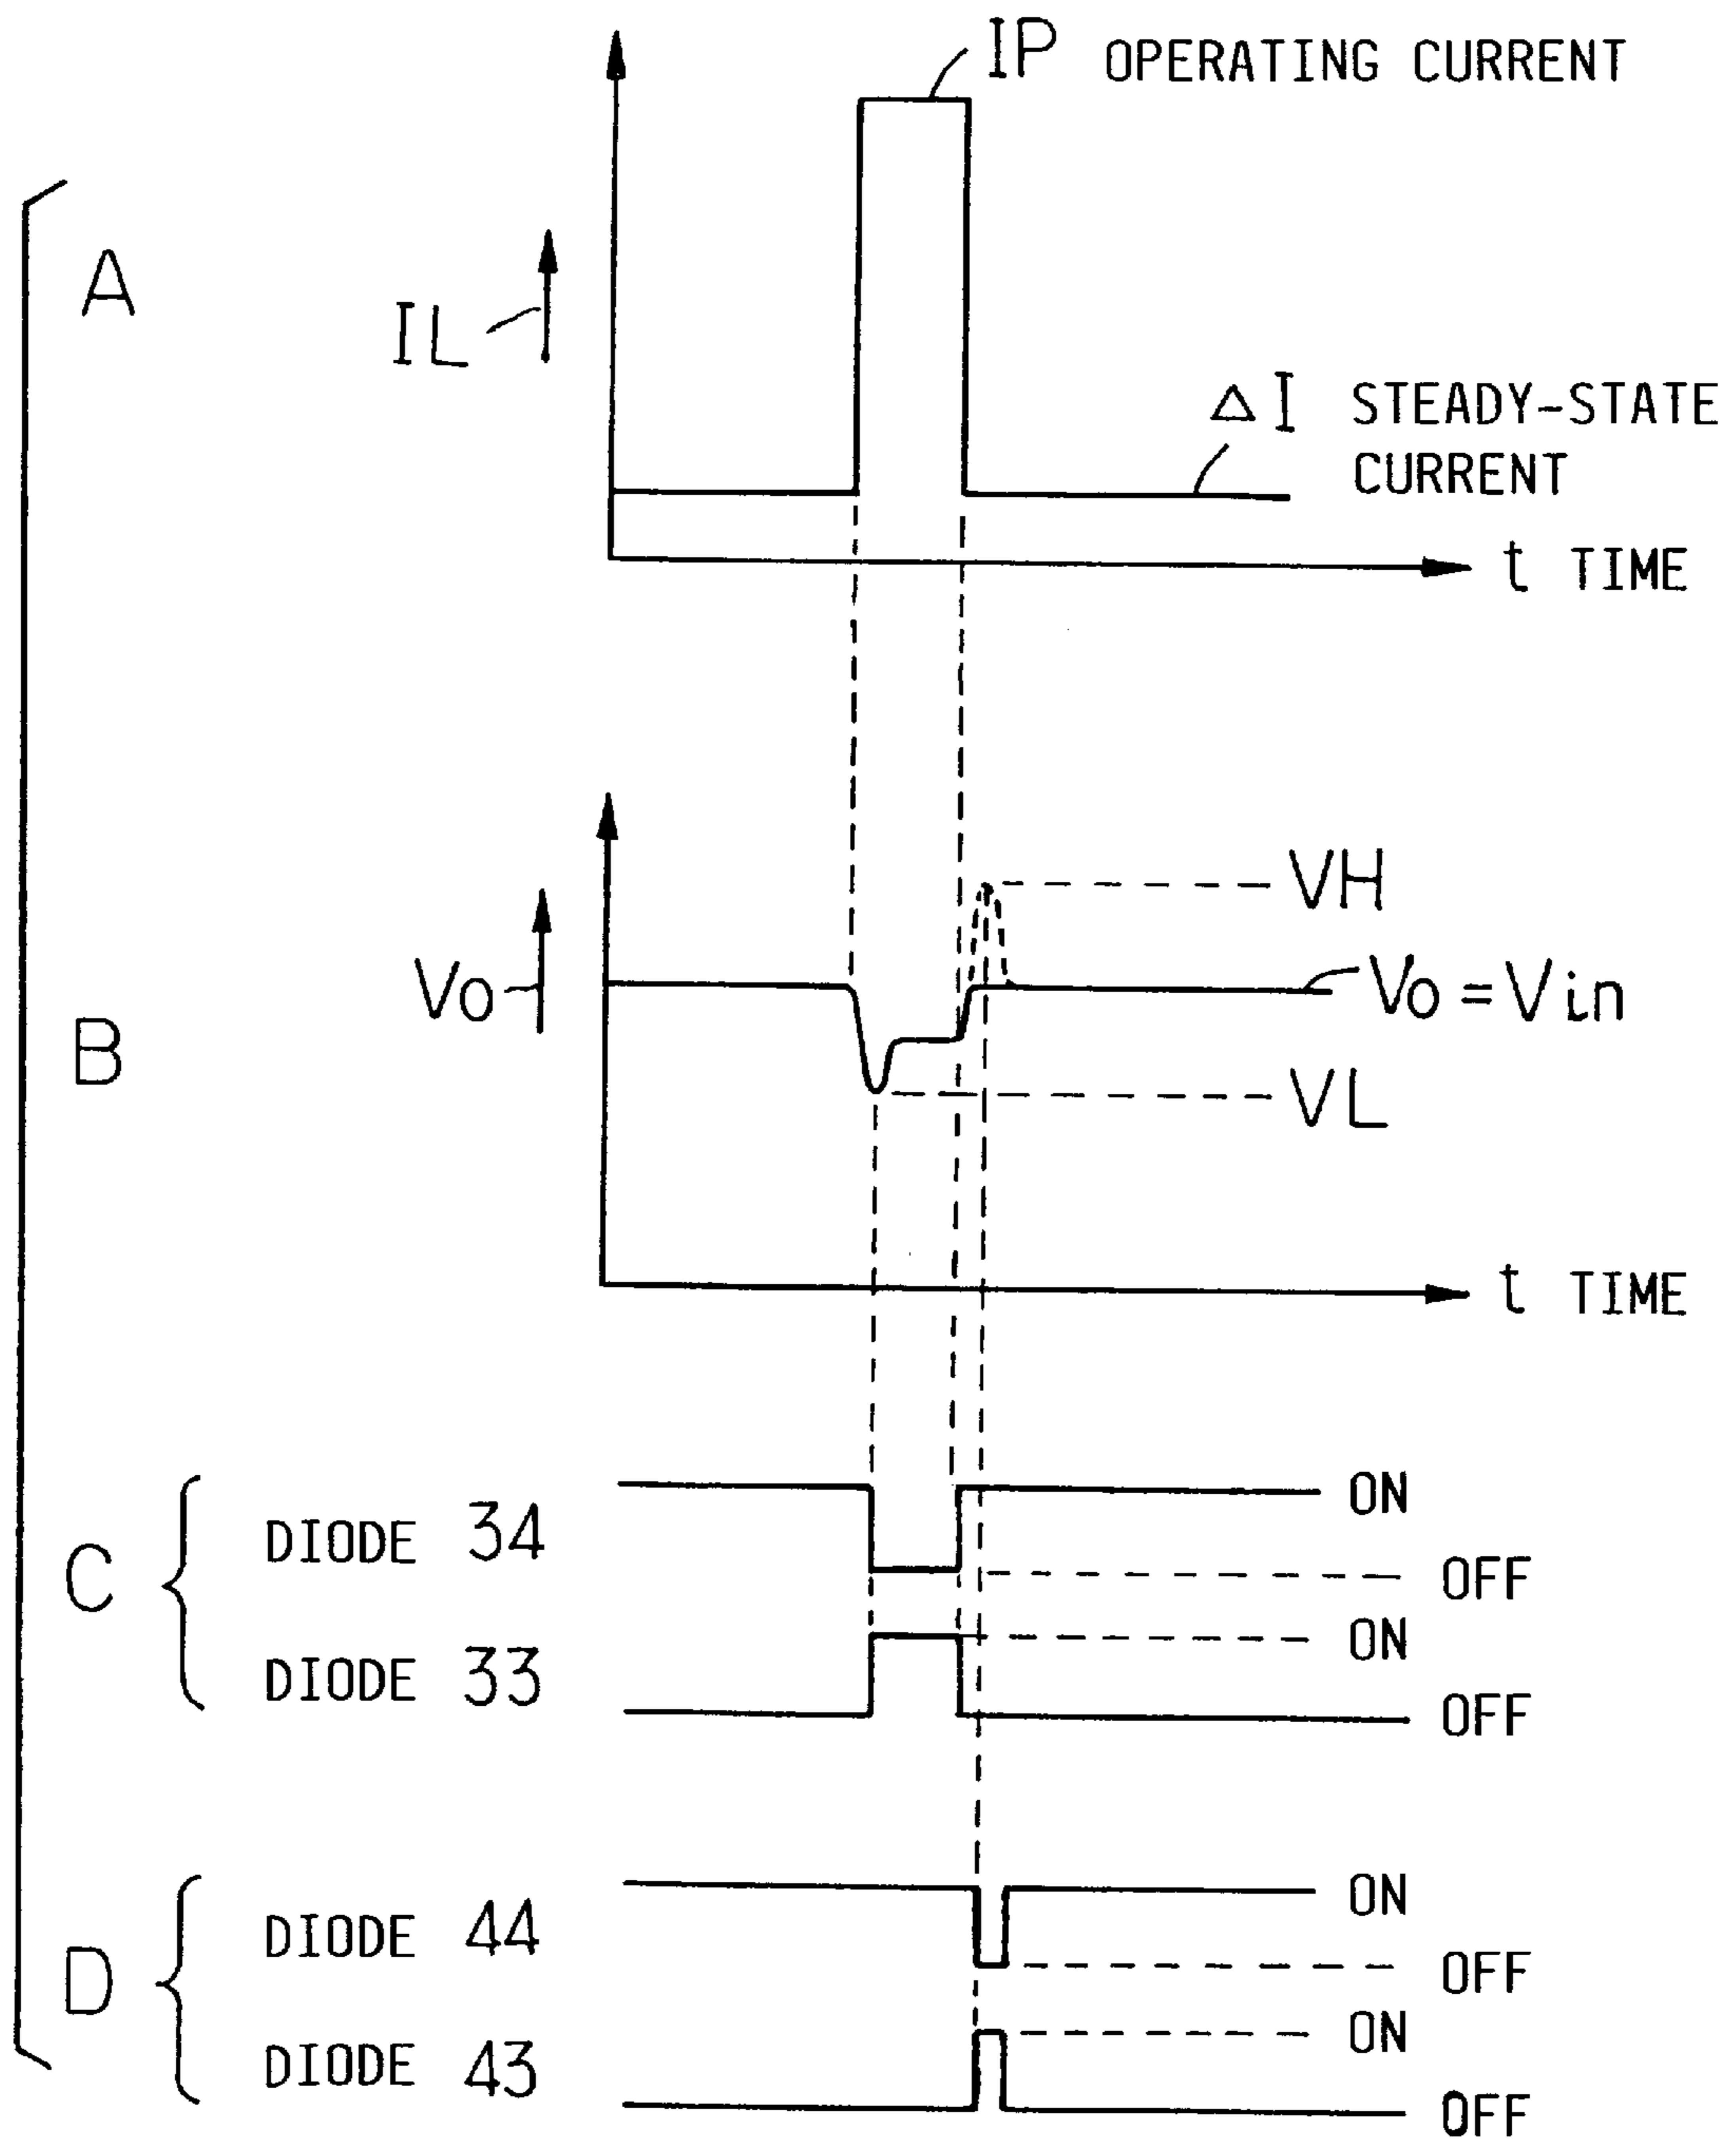 IP OPERATING CURRENT
A
IL
ΔI STEADY-STATE
CURRENT
t TIME
VH
Vo
Vo = Vin
B
VL
t TIME
ON
C
DIODE 34
OFF
ON
DIODE 33
OFF
ON
DIODE 44
D
OFF
ON
DIODE 43
OFF